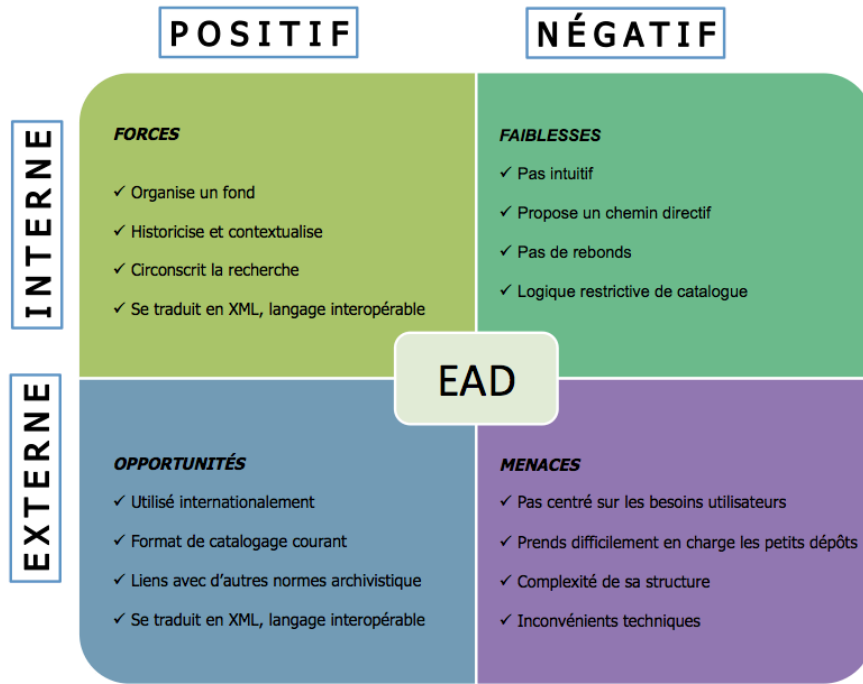 POSITIF
NÉGATIF
INTERNE
FORCES
✓ Organise un fond
✓ Historicise et contextualise
✓ Circonscrit la recherche
✓ Se traduit en XML, langage interopérable
FAIBLESSES
✓ Pas intuitif
✓ Propose un chemin directif
✓ Pas de rebonds
✓ Logique restrictive de catalogue
EAD
EXTERNE
OPPORTUNITÉS
✓ Utilisé internationalement
✓ Format de catalogage courant
✓ Liens avec d'autres normes archivistique
✓ Se traduit en XML, langage interopérable
MENACES
✓ Pas centré sur les besoins utilisateurs
✓ Prends difficilement en charge les petits dépôts
✓ Complexité de sa structure
✓ Inconvénients techniques